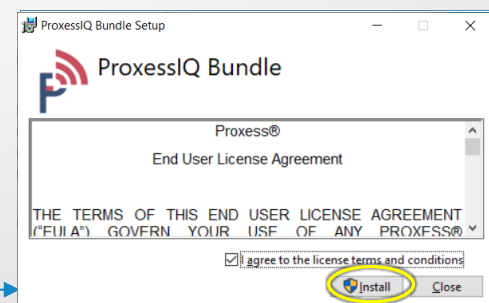 ProxessIQ Bundle Setup
ProxessIQ Bundle
Proxess®
End User License Agreement
THE TERMS OF THIS END USER LICENSE AGREEMENT
("EULA") GOVERN YOUR USE OF ANY PROXESS®
I agree to the license terms and conditions
Install Close